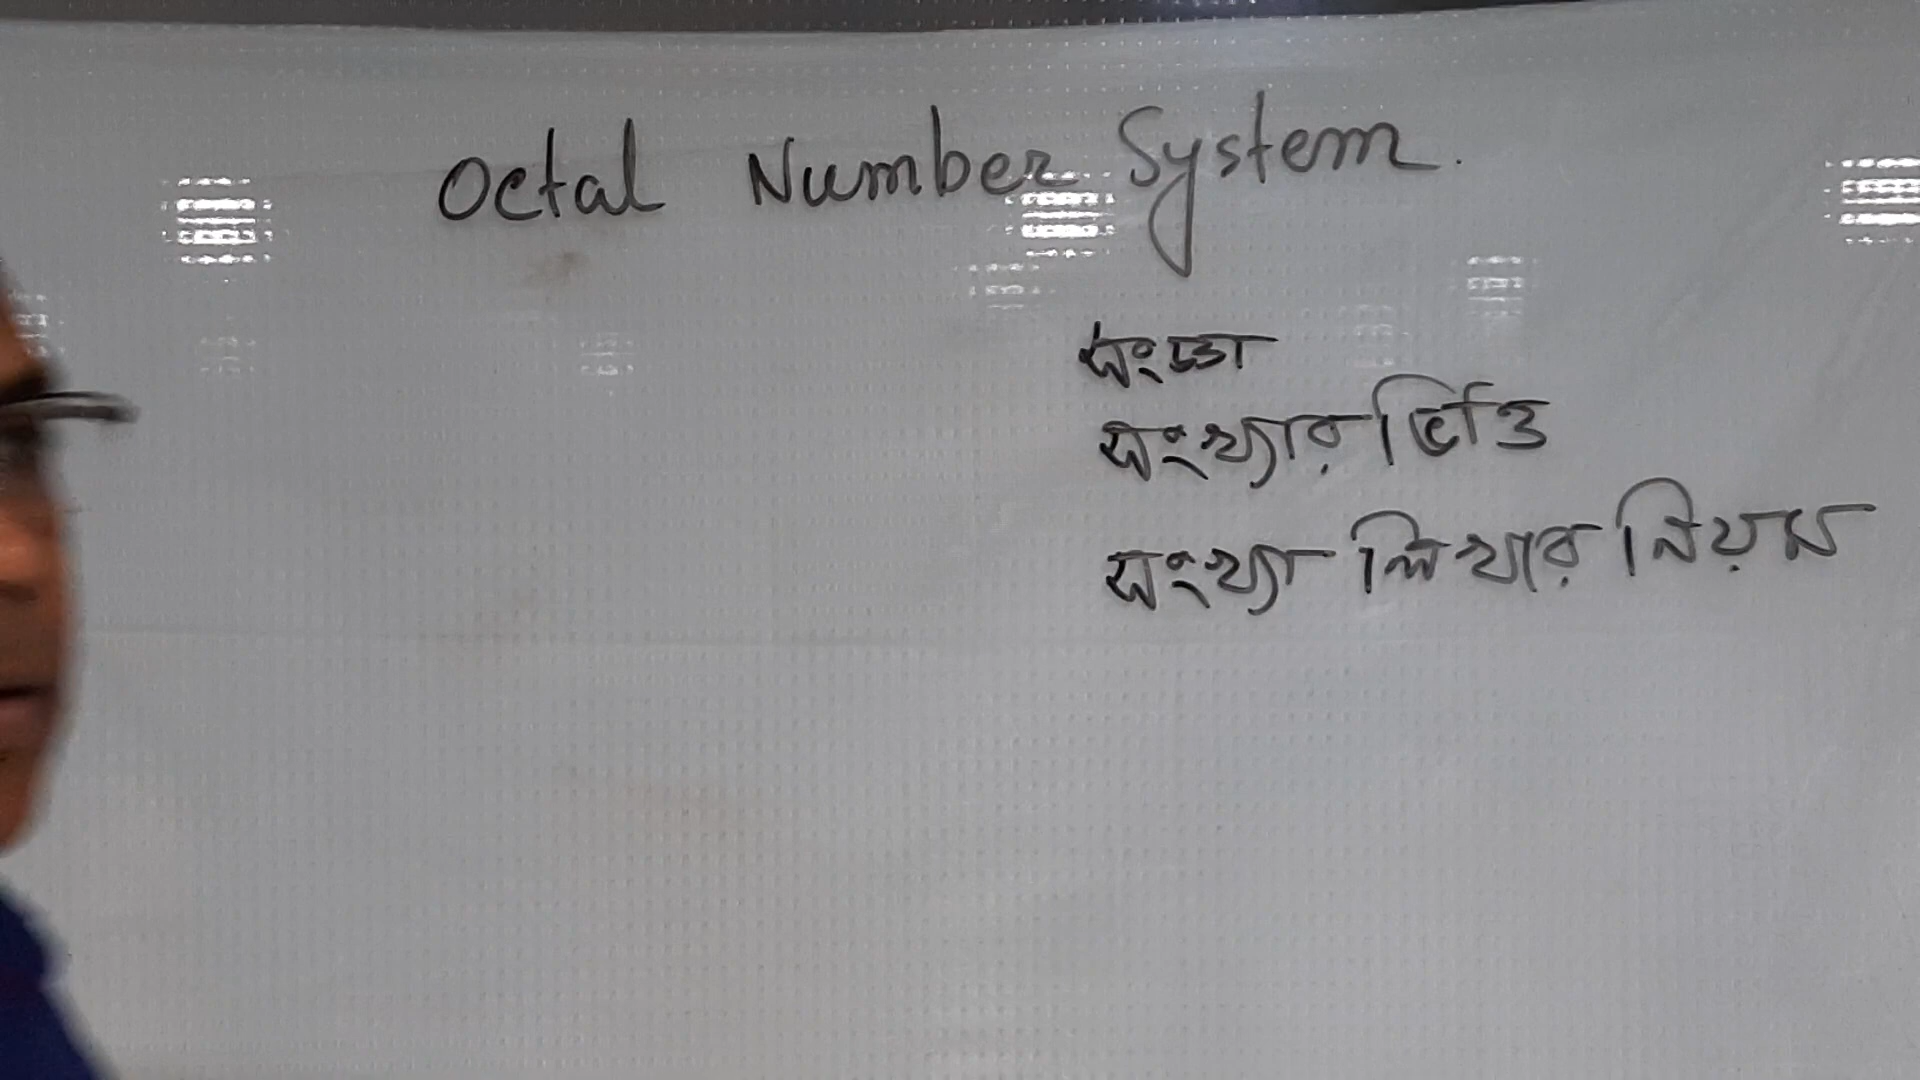 Octal Number System.
সংজ্ঞা
সংখ্যার ভিত্তি
সংখ্যা লিখার নিয়ম